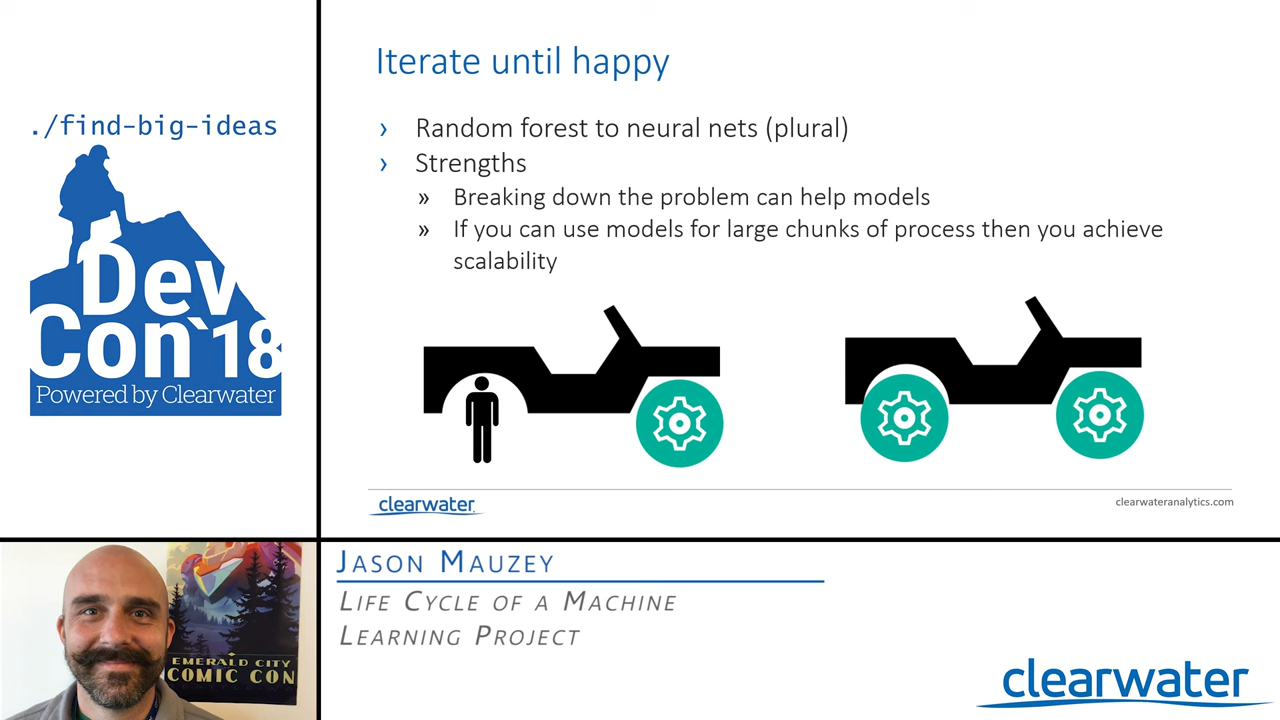 ./find-big-ideas
Dev
Con`18
Powered by Clearwater
Iterate until happy
› Random forest to neural nets (plural)
› Strengths
» Breaking down the problem can help models
» If you can use models for large chunks of process then you achieve
scalability
clearwater
clearwateranalytics.com
EMERALD CITY
COMIC CON
JASON MAUZEY
LIFE CYCLE OF A MACHINE
LEARNING PROJECT
clearwater